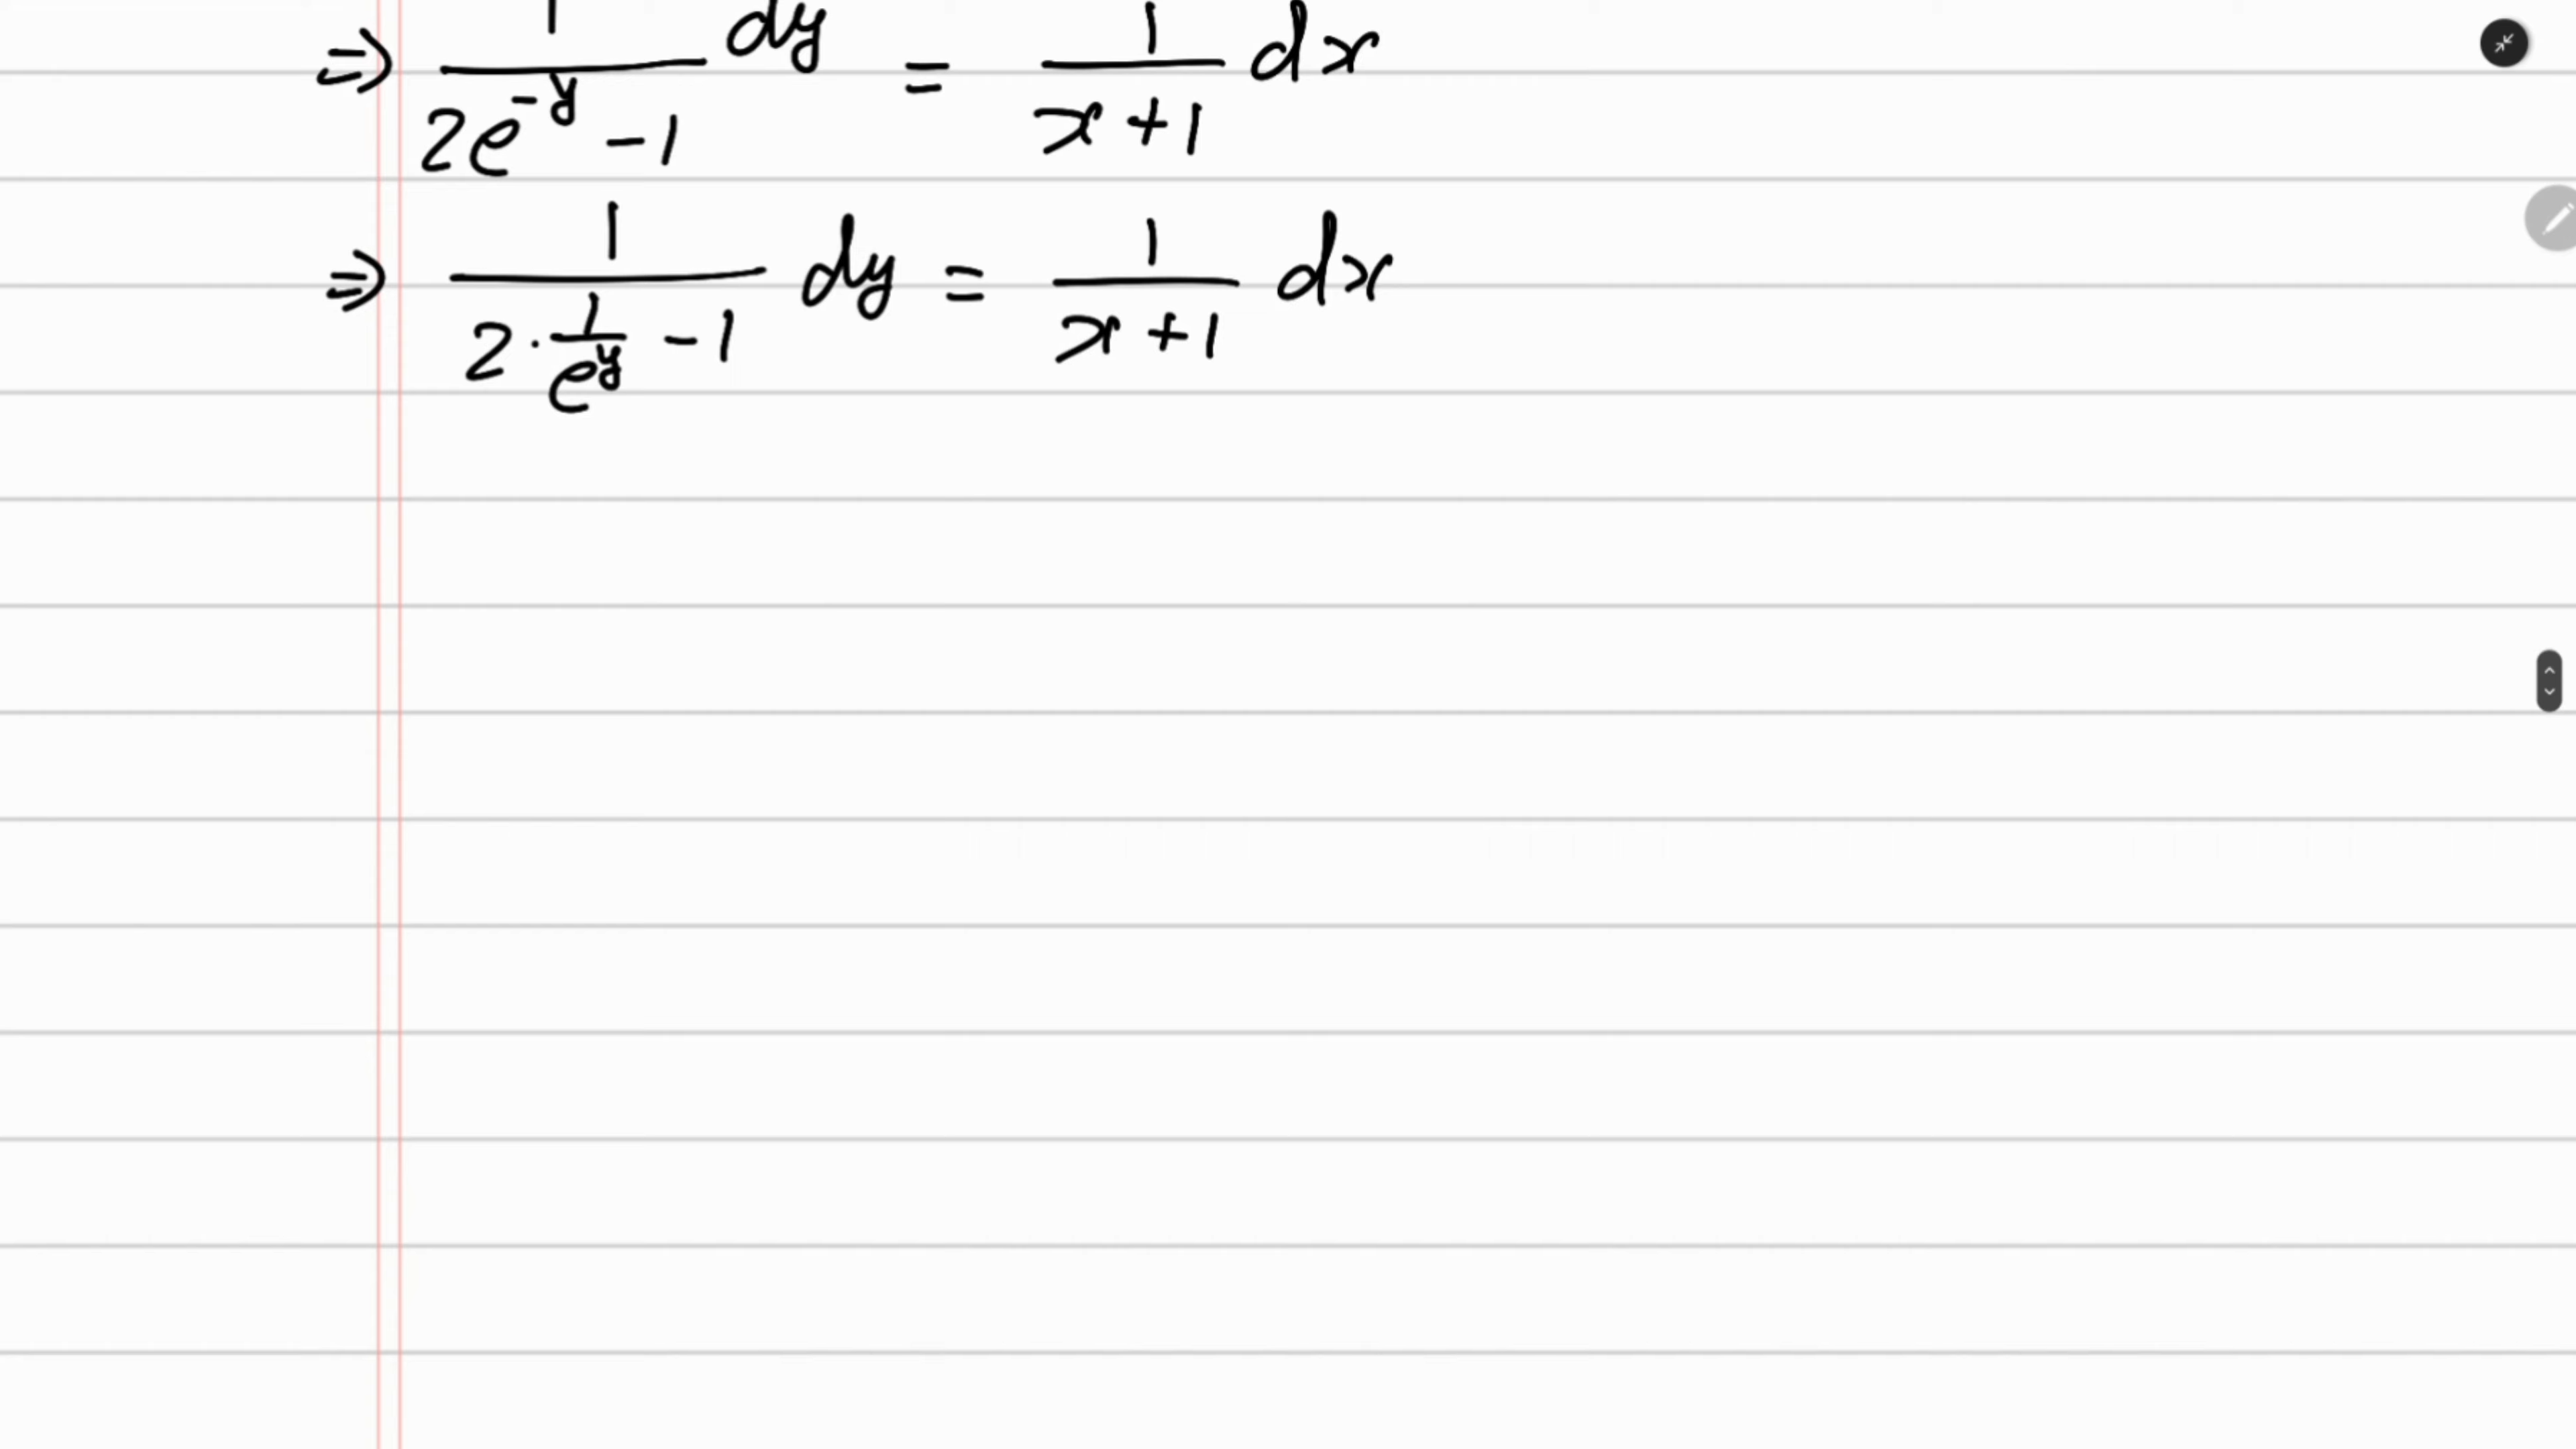 ⇒ 1/(2e^(-y) - 1) dy = 1/(x + 1) dx
⇒ 1/(2 · 1/e^y - 1) dy = 1/(x + 1) dx